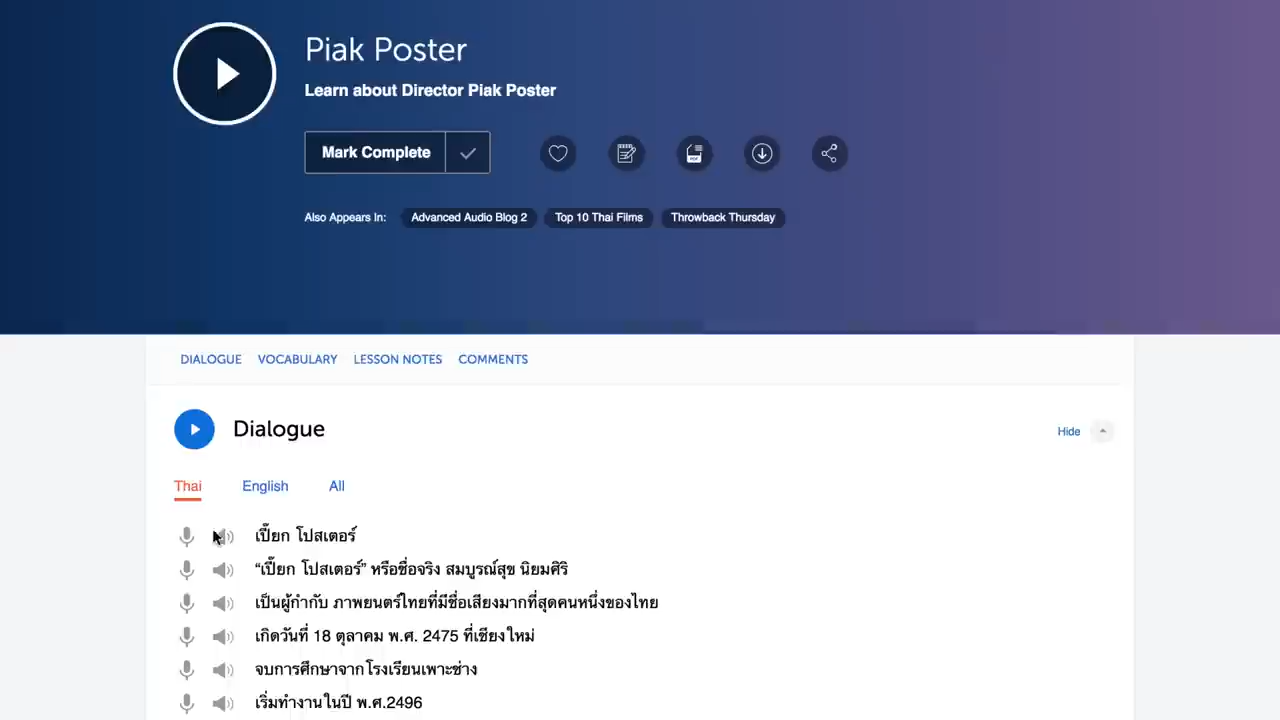 Piak Poster
Learn about Director Piak Poster
Mark Complete
PDF
Also Appears In: Advanced Audio Blog 2 Top 10 Thai Films Throwback Thursday
DIALOGUE VOCABULARY LESSON NOTES COMMENTS
Dialogue
Hide
Thai English All
เปี๊ยก โปสเตอร์
“เปี๊ยก โปสเตอร์” หรือชื่อจริง สมบูรณ์สุข นิยมศิริ
เป็นผู้กำกับ ภาพยนตร์ไทยที่มีชื่อเสียงมากที่สุดคนหนึ่งของไทย
เกิดวันที่ 18 ตุลาคม พ.ศ. 2475 ที่เชียงใหม่
จบการศึกษาจากโรงเรียนเพาะช่าง
เริ่มทำงานในปี พ.ศ.2496